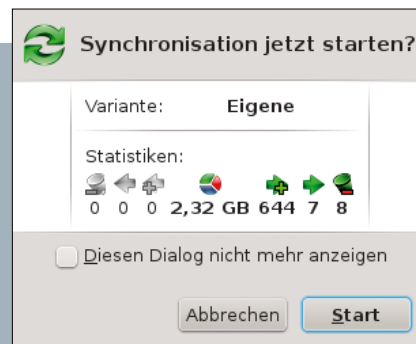 Synchronisation jetzt starten?
Variante: Eigene
Statistiken:
0 0 0 2,32 GB 644 7 8
Diesen Dialog nicht mehr anzeigen
Abbrechen Start